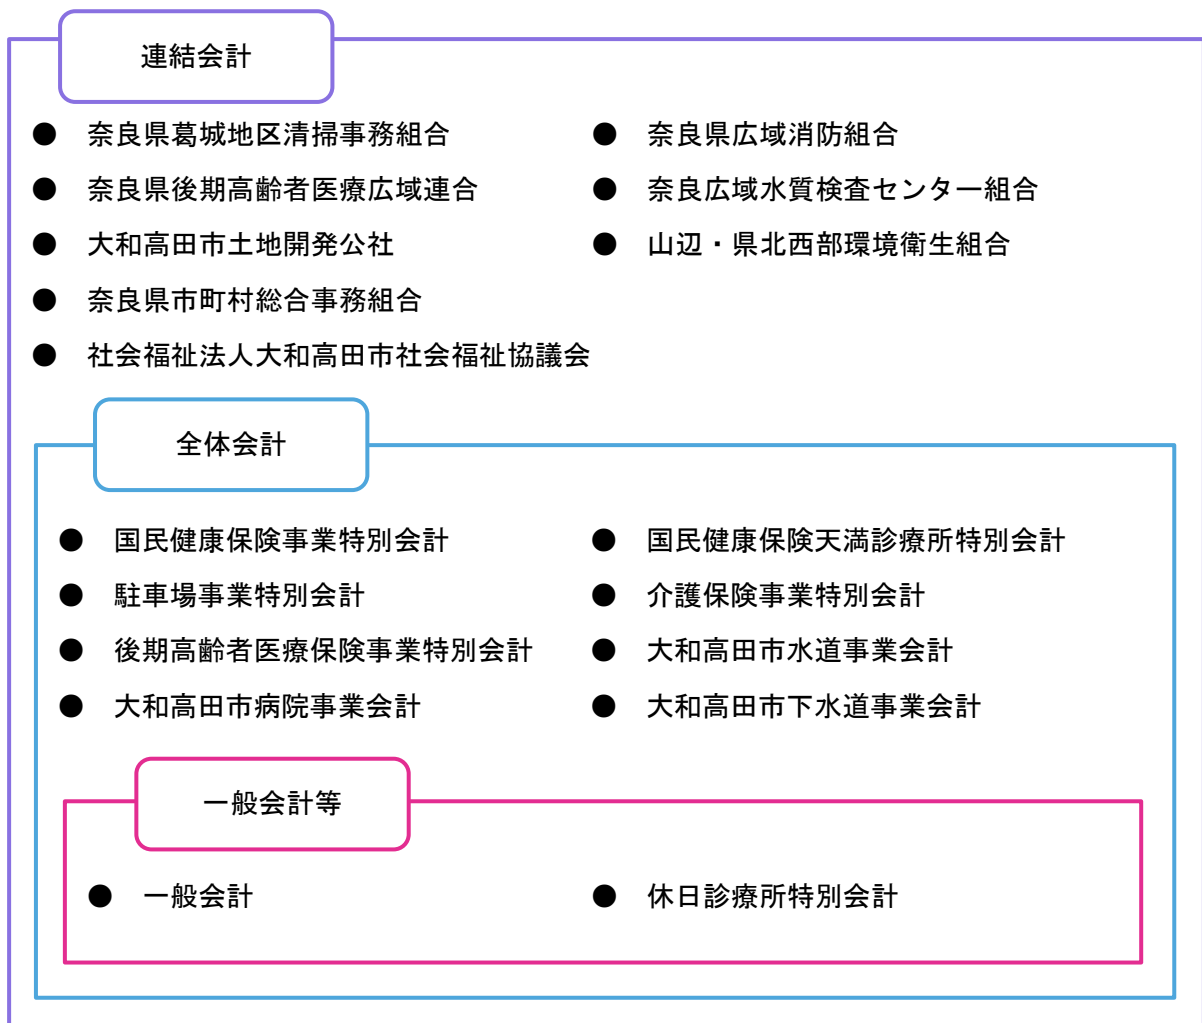 連結会計
● 奈良県葛城地区清掃事務組合 ● 奈良県広域消防組合
● 奈良県後期高齢者医療広域連合 ● 奈良広域水質検査センター組合
● 大和高田市土地開発公社 ● 山辺・県北西部環境衛生組合
● 奈良県市町村総合事務組合
● 社会福祉法人大和高田市社会福祉協議会
全体会計
● 国民健康保険事業特別会計 ● 国民健康保険天満診療所特別会計
● 駐車場事業特別会計 ● 介護保険事業特別会計
● 後期高齢者医療保険事業特別会計 ● 大和高田市水道事業会計
● 大和高田市病院事業会計 ● 大和高田市下水道事業会計
一般会計等
● 一般会計 ● 休日診療所特別会計